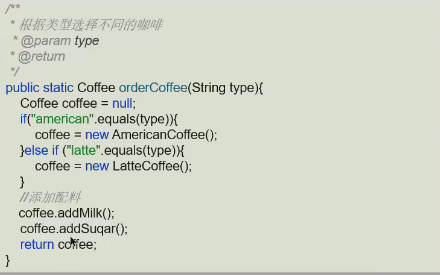 /**
* 根据类型选择不同的咖啡
* @param type
* @return
*/
public static Coffee orderCoffee(String type){
Coffee coffee = null;
if("american".equals(type)){
coffee = new AmericanCoffee();
}else if ("latte".equals(type)){
coffee = new LatteCoffee();
}
//添加配料
coffee.addMilk();
coffee.addSuqar();
return coffee;
}